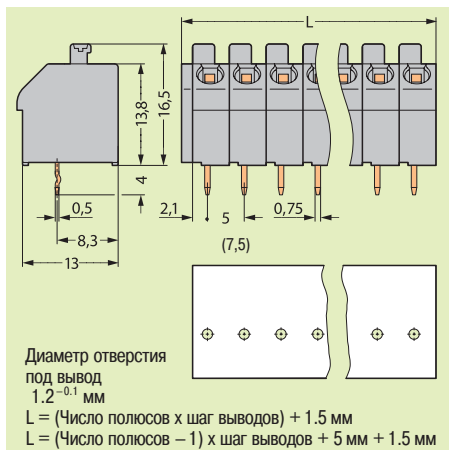 L
13,8
16,5
4
0,5
8,3
13
2,1
5
0,75
(7,5)
Диаметр отверстия
под вывод
1.2⁻⁰·¹ мм
L = (Число полюсов x шаг выводов) + 1.5 мм
L = (Число полюсов – 1) x шаг выводов + 5 мм + 1.5 мм